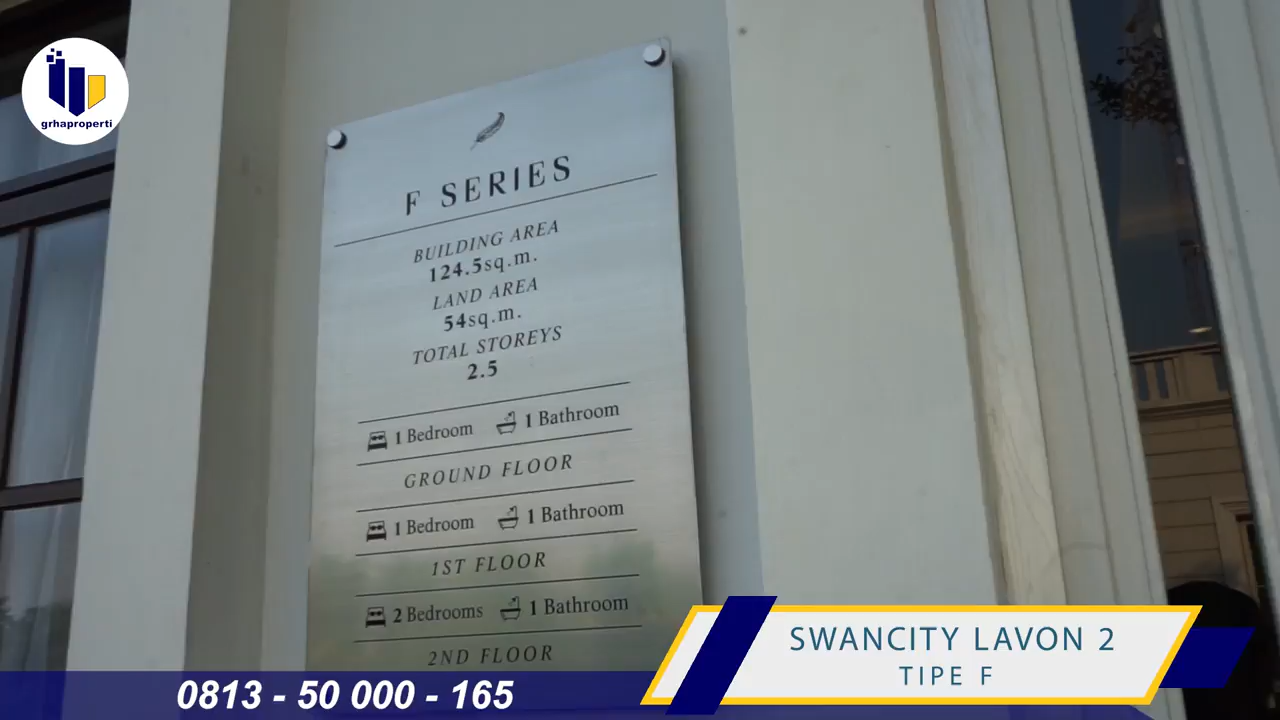 grhaproperti
F SERIES
BUILDING AREA
124.5sq.m.
LAND AREA
54sq.m.
TOTAL STOREYS
2.5
1 Bedroom 1 Bathroom
GROUND FLOOR
1 Bedroom 1 Bathroom
1ST FLOOR
2 Bedrooms 1 Bathroom
2ND FLOOR
SWANCITY LAVON 2
TIPE F
0813 - 50 000 - 165